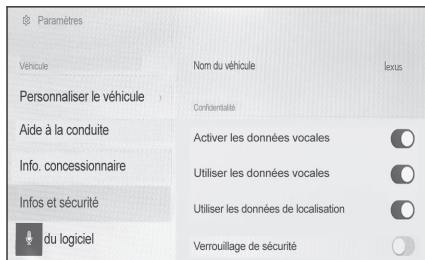 Paramètres
Véhicule
Personnaliser le véhicule
Aide à la conduite
Info. concessionnaire
Infos et sécurité
du logiciel
Nom du véhicule lexus
Confidentialité
Activer les données vocales
Utiliser les données vocales
Utiliser les données de localisation
Verrouillage de sécurité